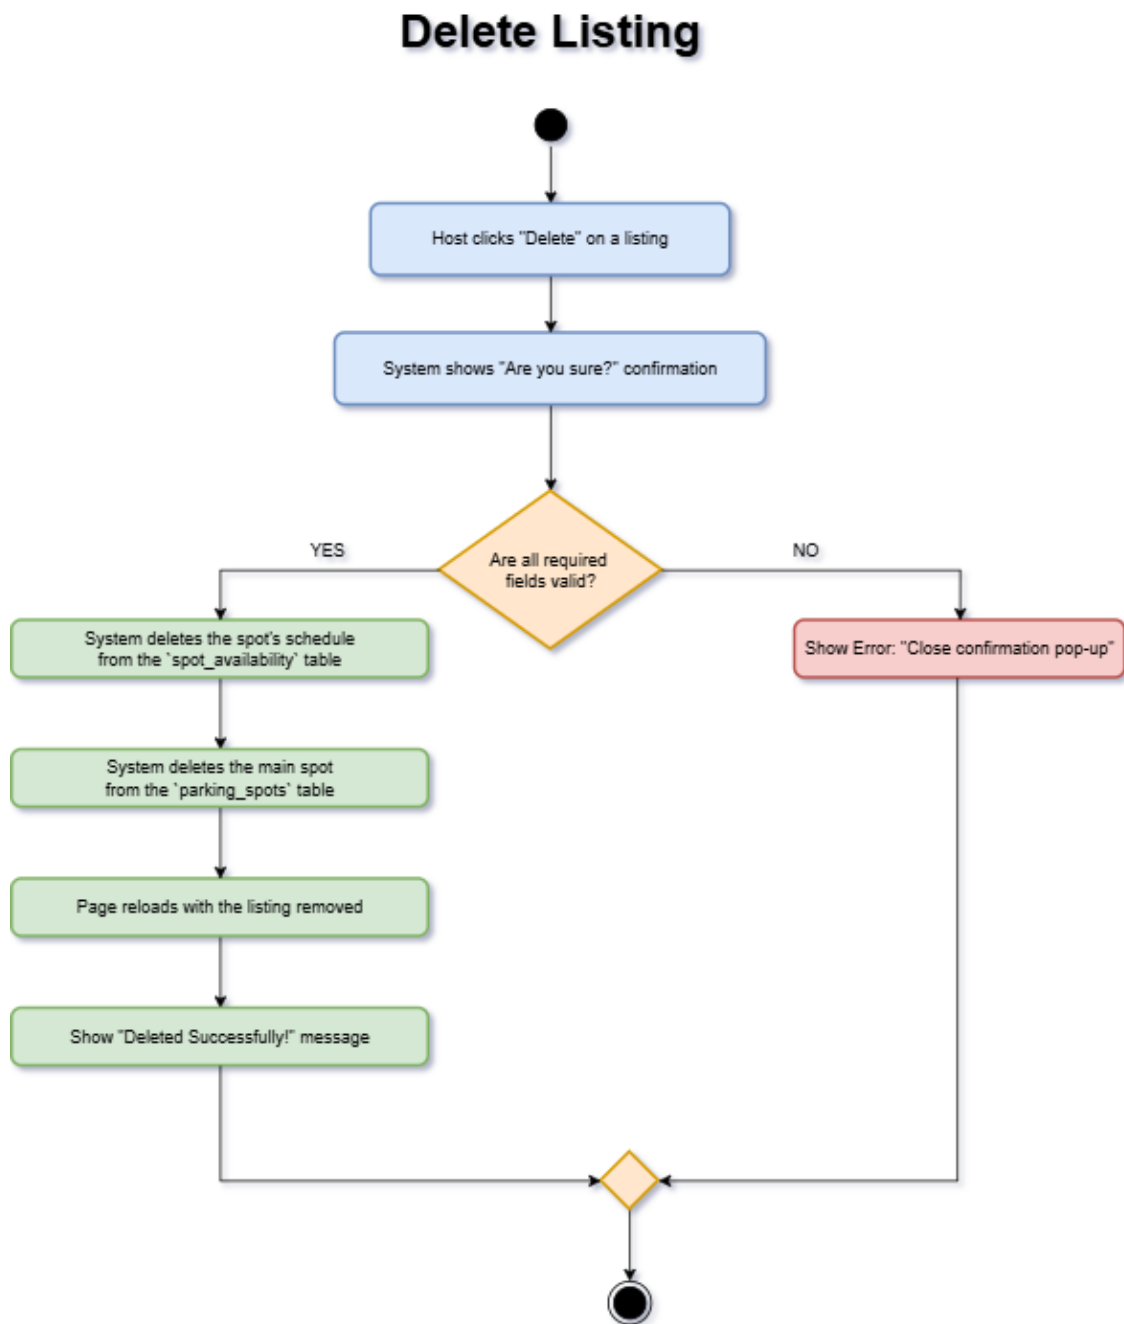 Delete Listing
Host clicks "Delete" on a listing
System shows "Are you sure?" confirmation
Are all required
fields valid?
YES
NO
System deletes the spot's schedule
from the `spot_availability` table
Show Error: "Close confirmation pop-up"
System deletes the main spot
from the `parking_spots` table
Page reloads with the listing removed
Show "Deleted Successfully!" message